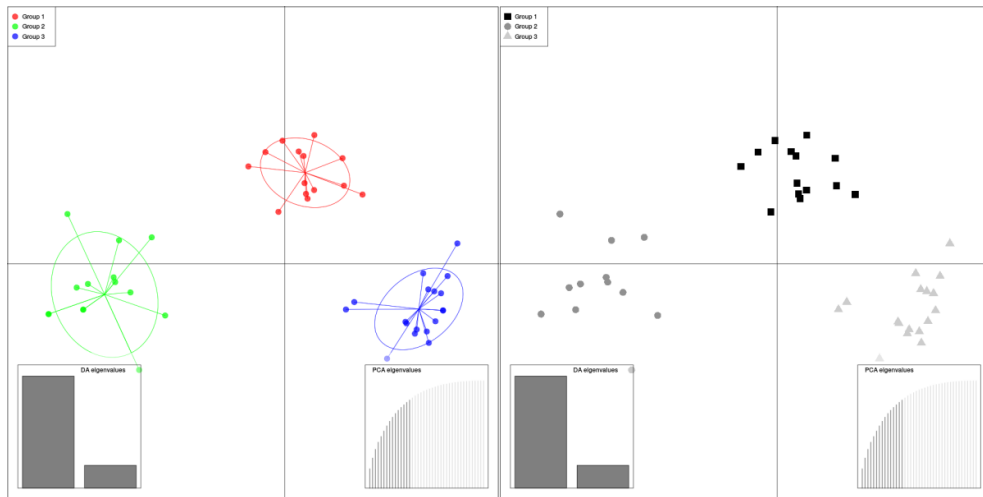 Group 1
Group 2
Group 3
DA eigenvalues
PCA eigenvalues
Group 1
Group 2
Group 3
DA eigenvalues
PCA eigenvalues